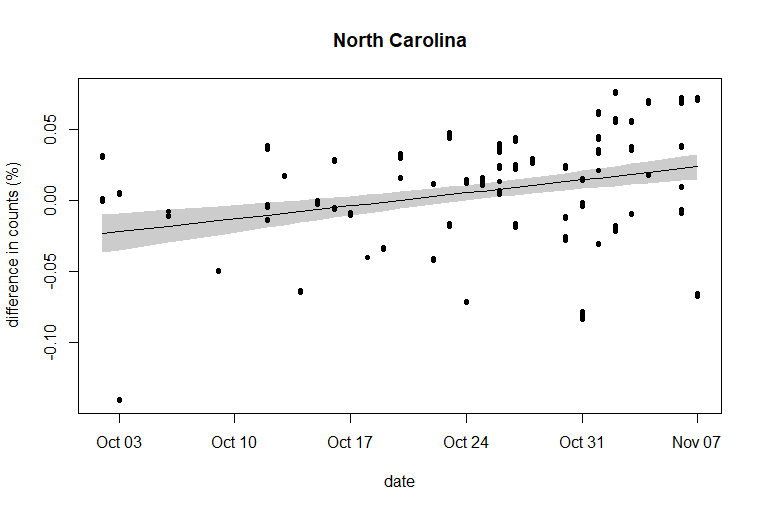 North Carolina
difference in counts (%)
0.05
0.00
-0.05
-0.10
Oct 03 Oct 10 Oct 17 Oct 24 Oct 31 Nov 07
date